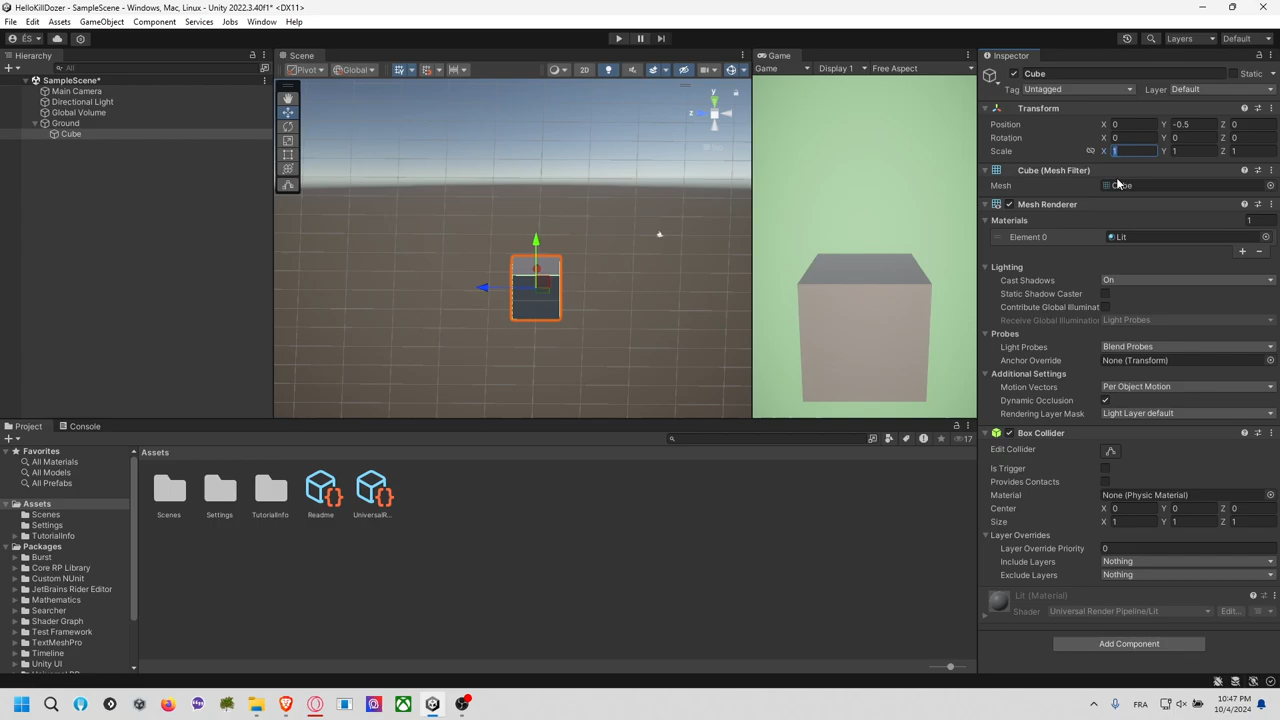 HelloKillDozer - SampleScene - Windows, Mac, Linux - Unity 2022.3.40f1* <DX11>
File Edit Assets GameObject Component Services Jobs Window Help
ÉS Layers Default
Hierarchy
All
SampleScene*
Main Camera
Directional Light
Global Volume
Ground
Cube
Scene
Pivot Global 2D
y
z
Game
Game Display 1 Free Aspect
Inspector
Cube Static
Tag Untagged Layer Default
Transform
Position X 0 Y -0.5 Z 0
Rotation X 0 Y 0 Z 0
Scale X 1 Y 1 Z 1
Cube (Mesh Filter)
Mesh Cube
Mesh Renderer
Materials 1
Element 0 Lit
Lighting
Cast Shadows On
Static Shadow Caster
Contribute Global Illuminat
Receive Global Illumination Light Probes
Probes
Light Probes Blend Probes
Anchor Override None (Transform)
Additional Settings
Motion Vectors Per Object Motion
Dynamic Occlusion
Rendering Layer Mask Light Layer default
Box Collider
Edit Collider
Is Trigger
Provides Contacts
Material None (Physic Material)
Center X 0 Y 0 Z 0
Size X 1 Y 1 Z 1
Layer Overrides
Layer Override Priority 0
Include Layers Nothing
Exclude Layers Nothing
Lit (Material)
Shader Universal Render Pipeline/Lit Edit...
Add Component
Project Console
17
Favorites
All Materials
All Models
All Prefabs
Assets
Scenes
Settings
TutorialInfo
Packages
Burst
Core RP Library
Custom NUnit
JetBrains Rider Editor
Mathematics
Searcher
Shader Graph
Test Framework
TextMeshPro
Timeline
Unity UI
Assets
Scenes Settings TutorialInfo Readme UniversalR...
FRA
10:47 PM
10/4/2024